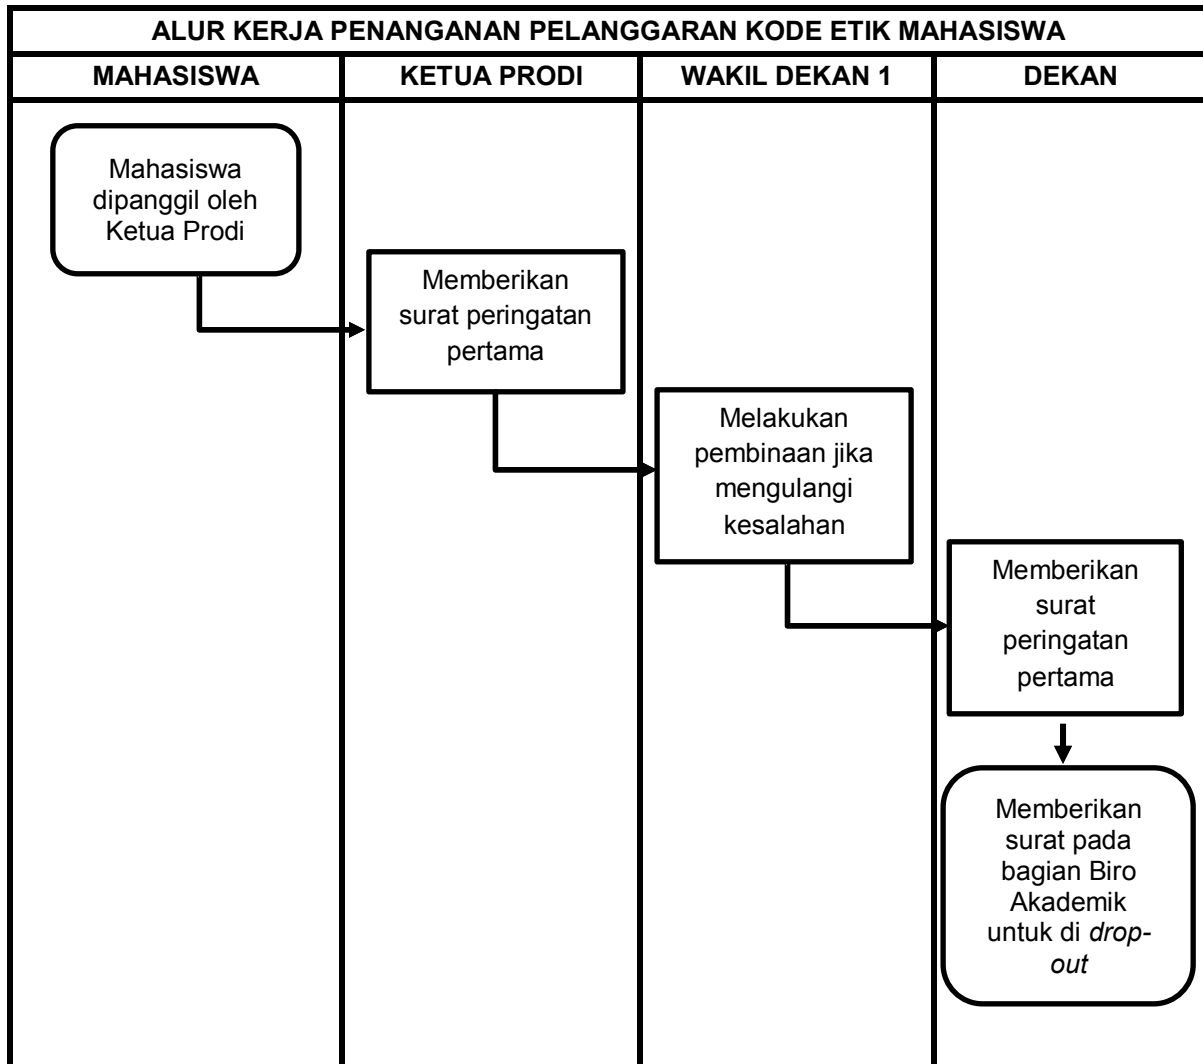 ALUR KERJA PENANGANAN PELANGGARAN KODE ETIK MAHASISWA
MAHASISWA
KETUA PRODI
WAKIL DEKAN 1
DEKAN
Mahasiswa
dipanggil oleh
Ketua Prodi
Memberikan
surat peringatan
pertama
Melakukan
pembinaan jika
mengulangi
kesalahan
Memberikan
surat
peringatan
pertama
Memberikan
surat pada
bagian Biro
Akademik
untuk di drop-
out